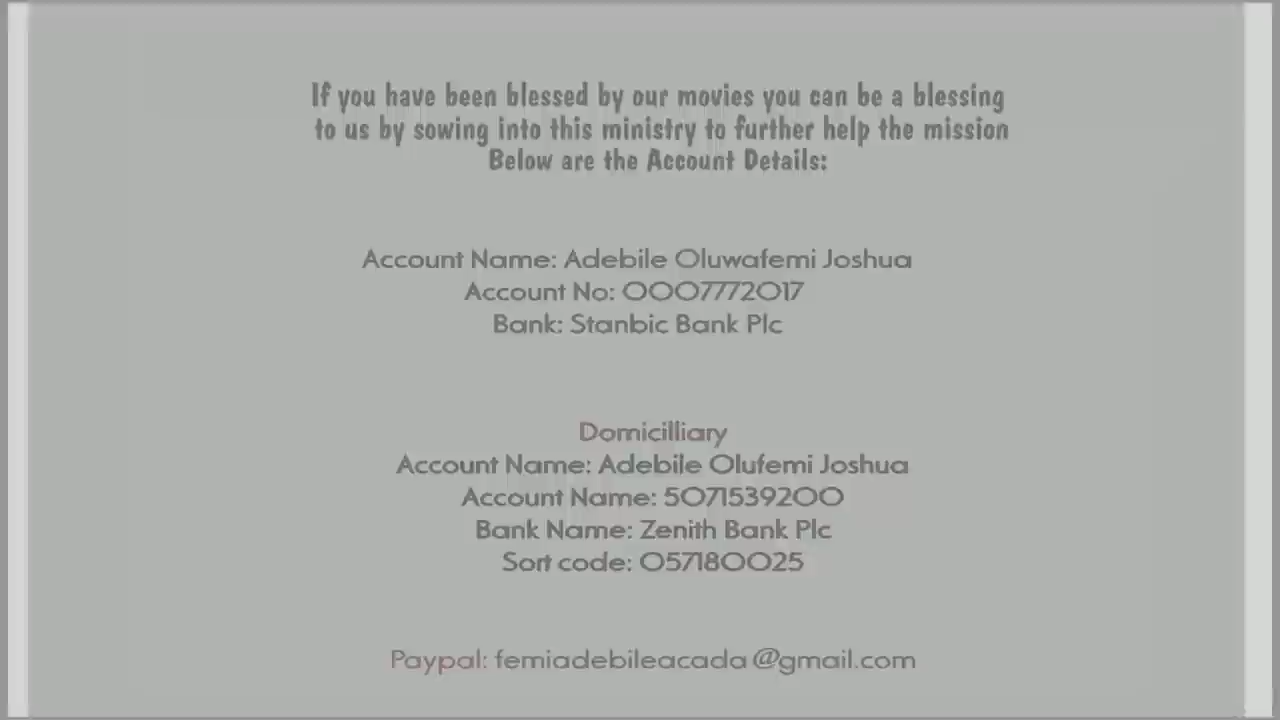 If you have been blessed by our movies you can be a blessing
to us by sowing into this ministry to further help the mission
Below are the Account Details:
Account Name: Adebile Oluwafemi Joshua
Account No: 0007772017
Bank: Stanbic Bank Plc
Domicilliary
Account Name: Adebile Olufemi Joshua
Account Name: 5071539200
Bank Name: Zenith Bank Plc
Sort code: 057180025
Paypal: femiadebileacada@gmail.com